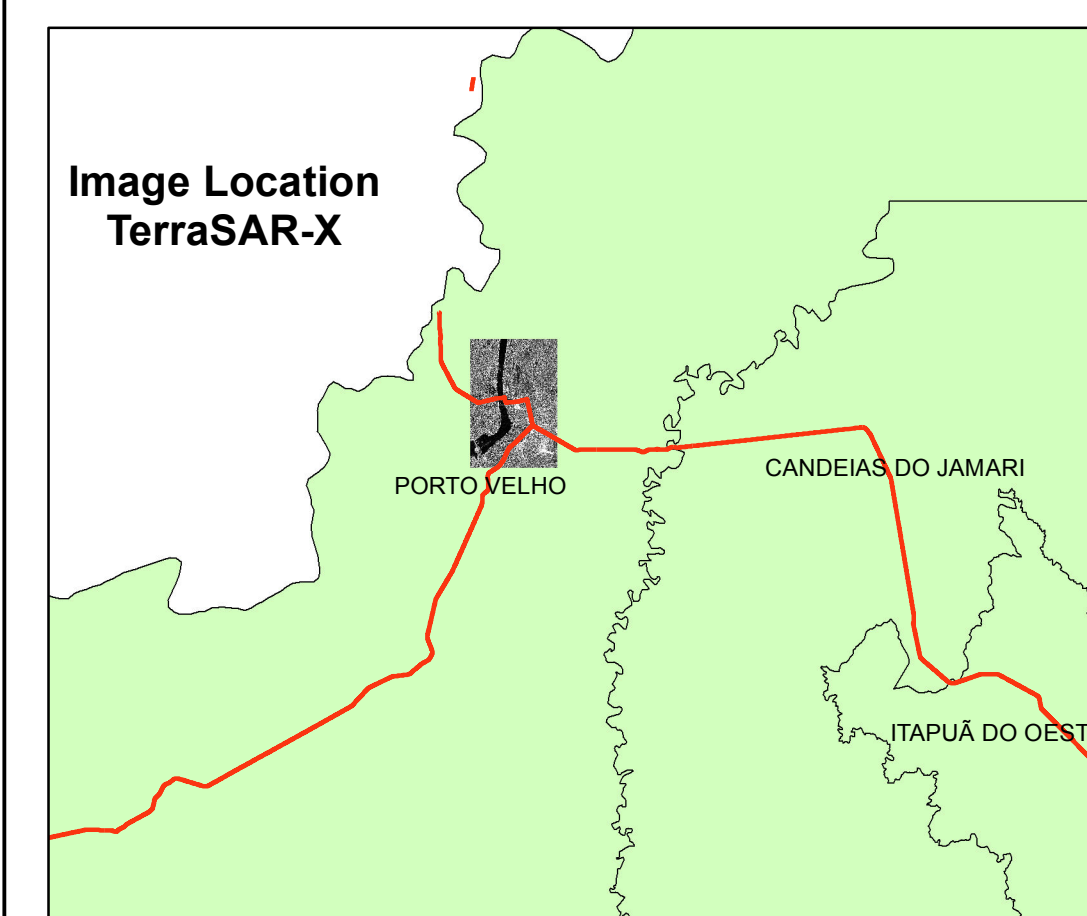 Image Location
TerraSAR-X
PORTO VELHO
CANDEIAS DO JAMARI
ITAPUÃ DO OEST